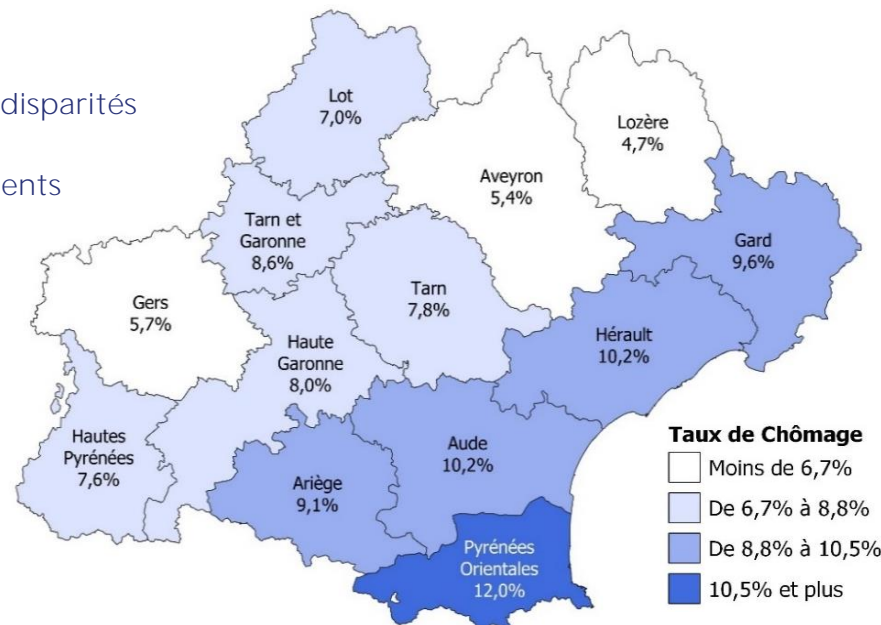 disparités
ents
Lot
7,0%
Lozère
4,7%
Aveyron
5,4%
Tarn et
Garonne
8,6%
Gard
9,6%
Gers
5,7%
Tarn
7,8%
Haute
Garonne
8,0%
Hérault
10,2%
Hautes
Pyrénées
7,6%
Ariège
9,1%
Aude
10,2%
Pyrénées
Orientales
12,0%
Taux de Chômage
Moins de 6,7%
De 6,7% à 8,8%
De 8,8% à 10,5%
10,5% et plus